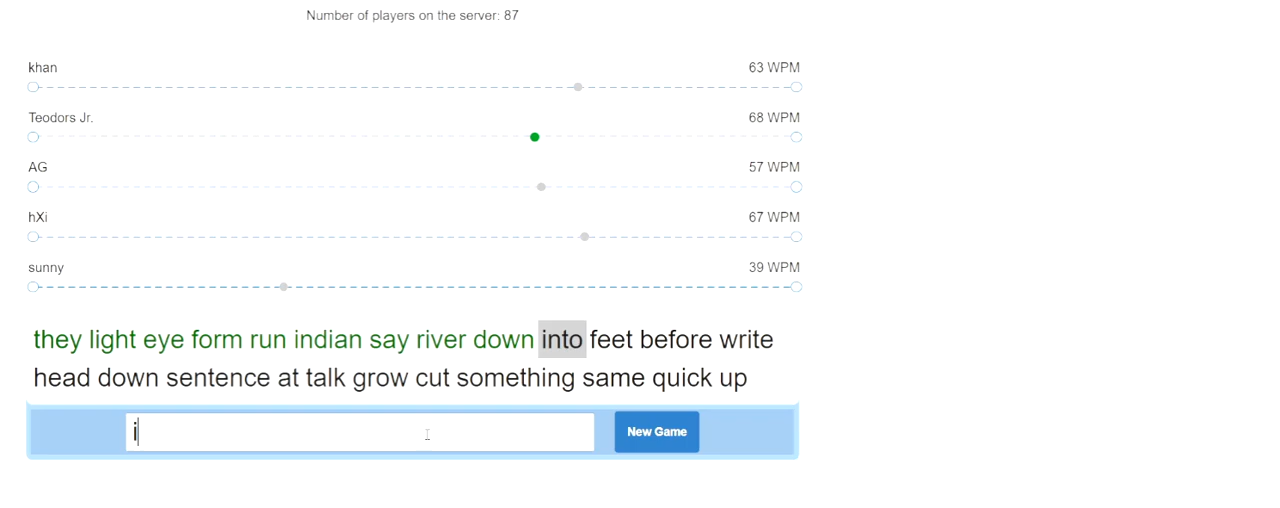 Number of players on the server: 87
khan 63 WPM
Teodors Jr. 68 WPM
AG 57 WPM
hXi 67 WPM
sunny 39 WPM
they light eye form run indian say river down into feet before write
head down sentence at talk grow cut something same quick up
i New Game